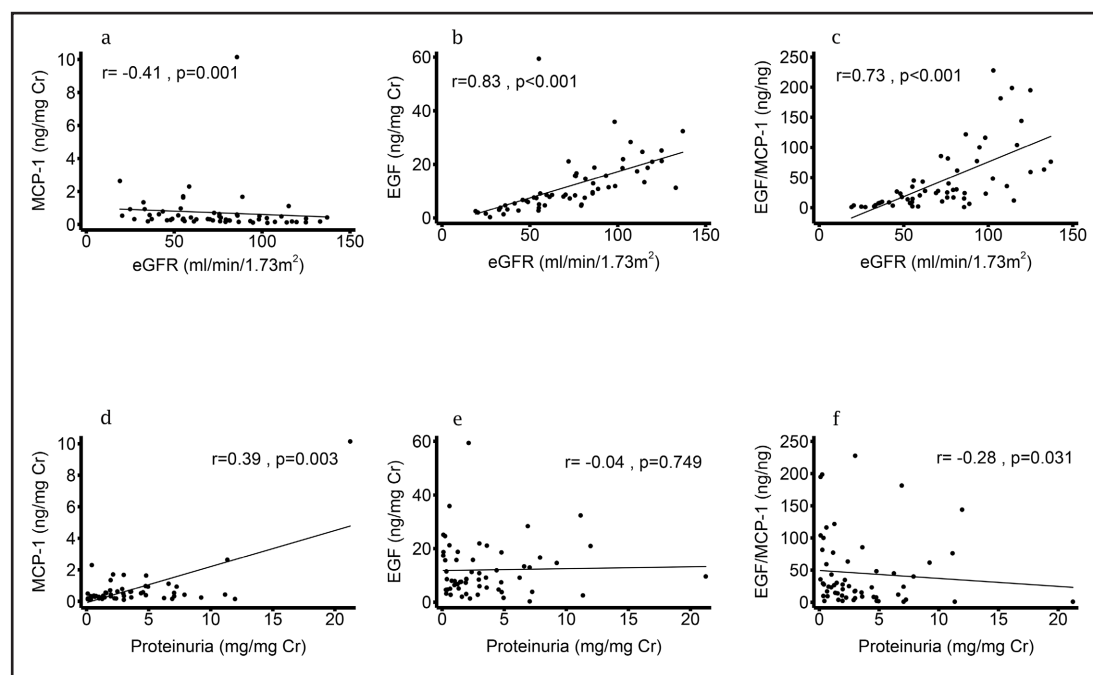 a
r= -0.41 , p=0.001
MCP-1 (ng/mg Cr)
10
8
6
4
2
0
0 50 100 150
eGFR (ml/min/1.73m²)
b
r=0.83 , p<0.001
EGF (ng/mg Cr)
60
40
20
0
0 50 100 150
eGFR (ml/min/1.73m²)
c
r=0.73 , p<0.001
EGF/MCP-1 (ng/ng)
250
200
150
100
50
0
0 50 100 150
eGFR (ml/min/1.73m²)
d
r=0.39 , p=0.003
MCP-1 (ng/mg Cr)
10
8
6
4
2
0
0 5 10 15 20
Proteinuria (mg/mg Cr)
e
r= -0.04 , p=0.749
EGF (ng/mg Cr)
60
40
20
0
0 5 10 15 20
Proteinuria (mg/mg Cr)
f
r= -0.28 , p=0.031
EGF/MCP-1 (ng/ng)
250
200
150
100
50
0
0 5 10 15 20
Proteinuria (mg/mg Cr)